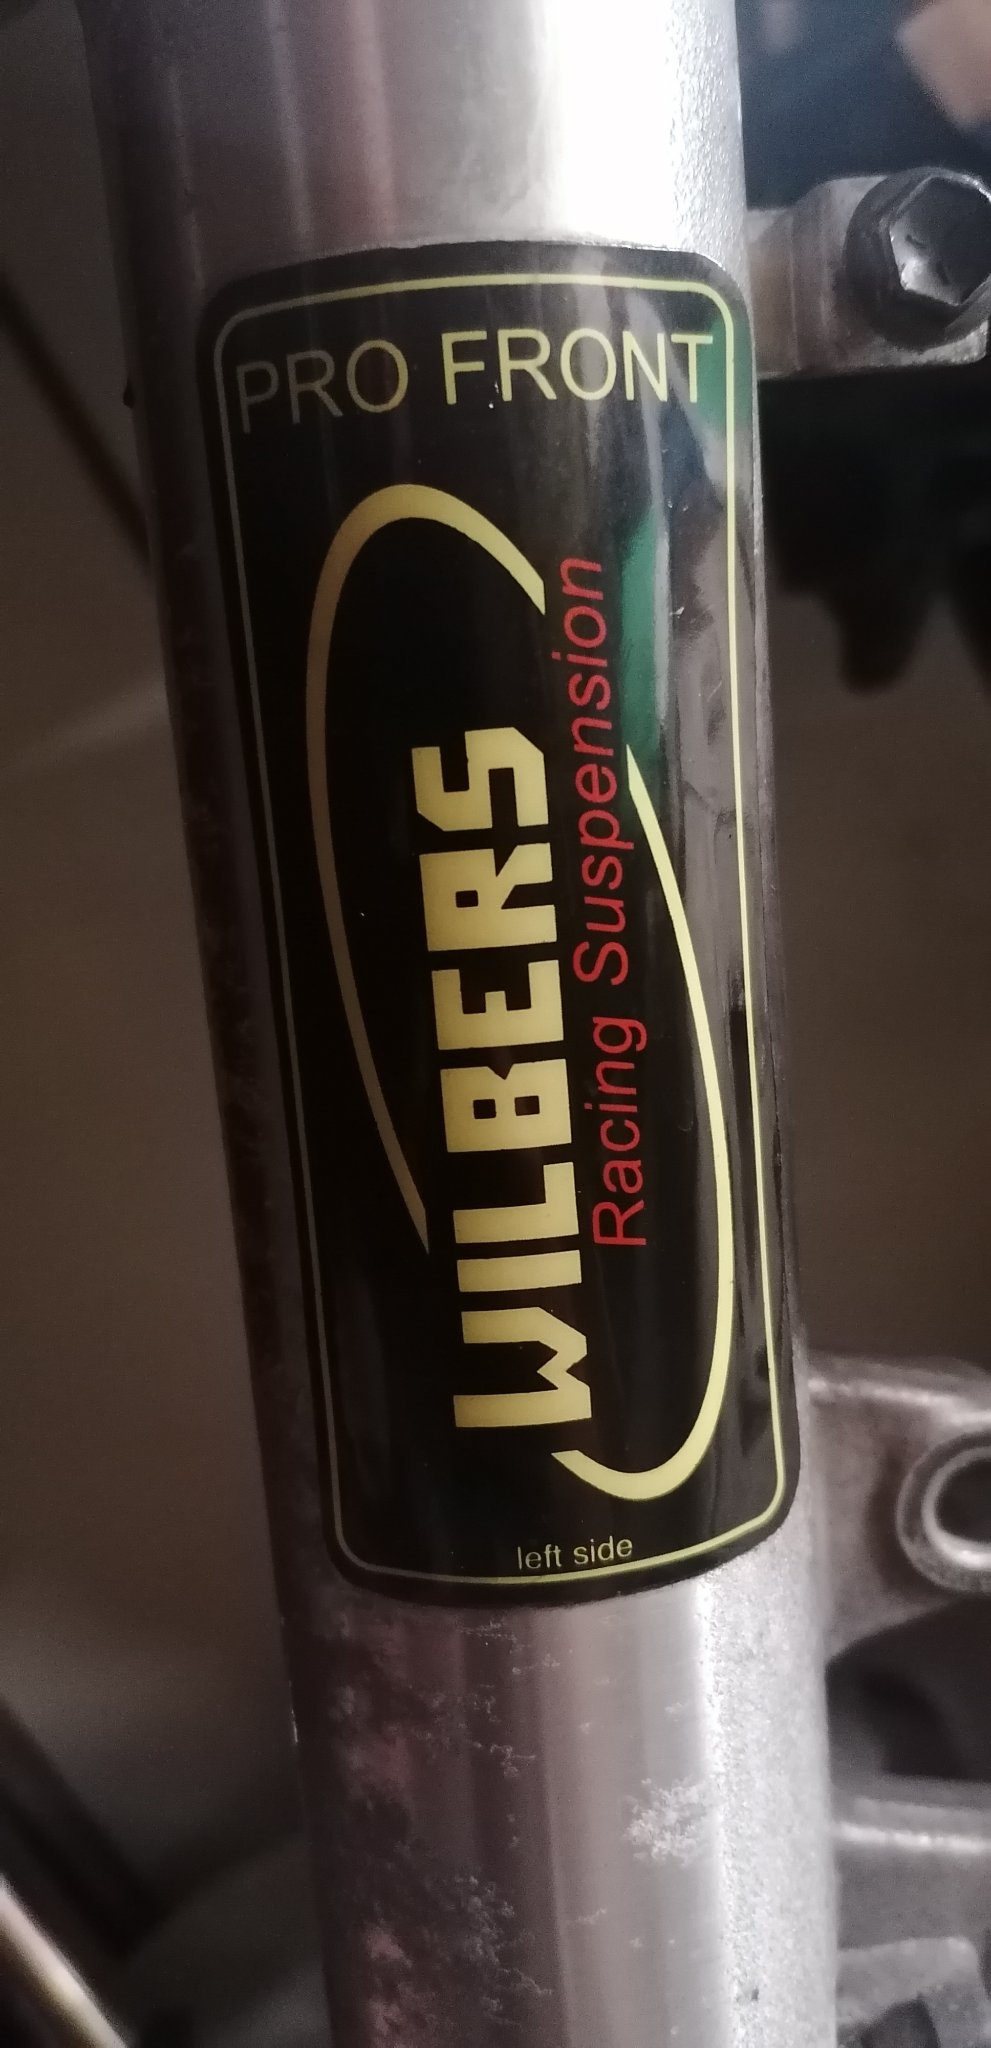 PRO FRONT
WILBERS
Racing Suspension
left side